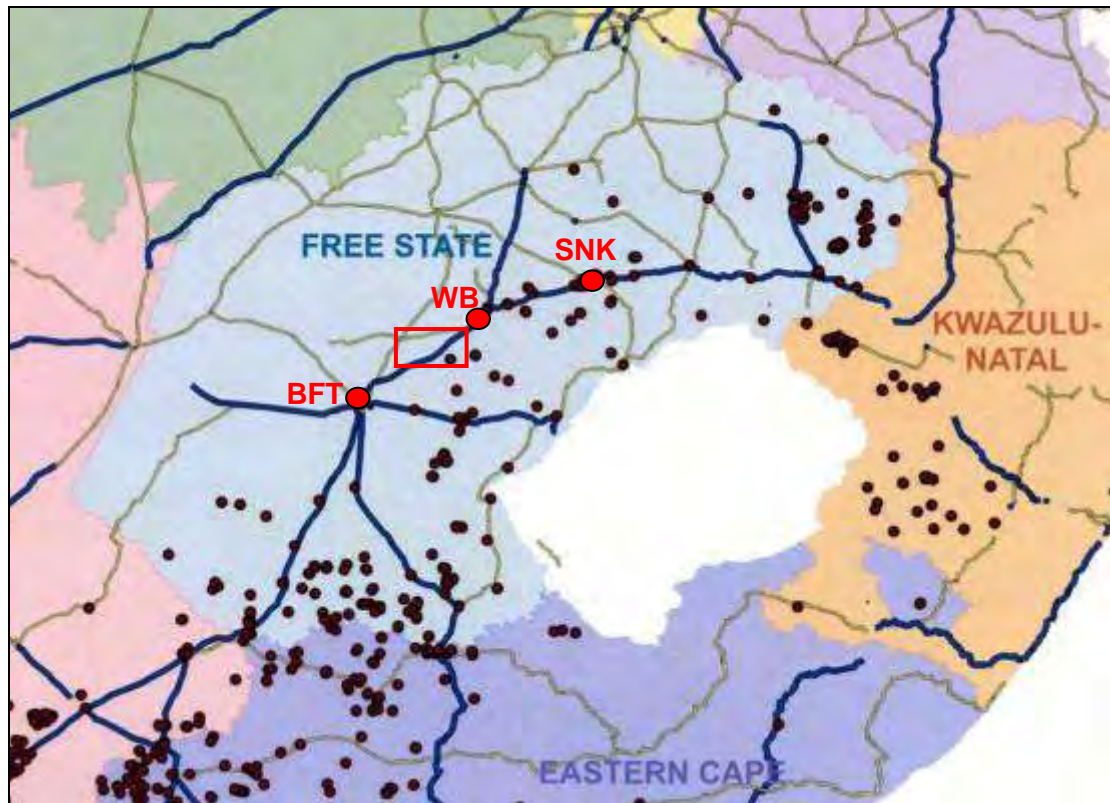 FREE STATE
SNK
WB
KWAZULU-
NATAL
BFT
EASTERN CAPE